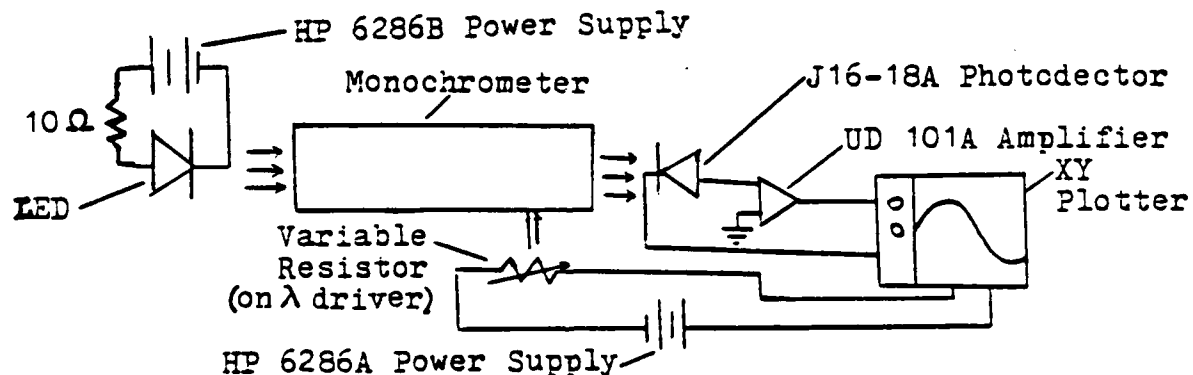 HP 6286B Power Supply
Monochrometer
J16-18A Photodector
10Ω
UD 101A Amplifier
XY
Plotter
LED
Variable
Resistor
(on λ driver)
HP 6286A Power Supply